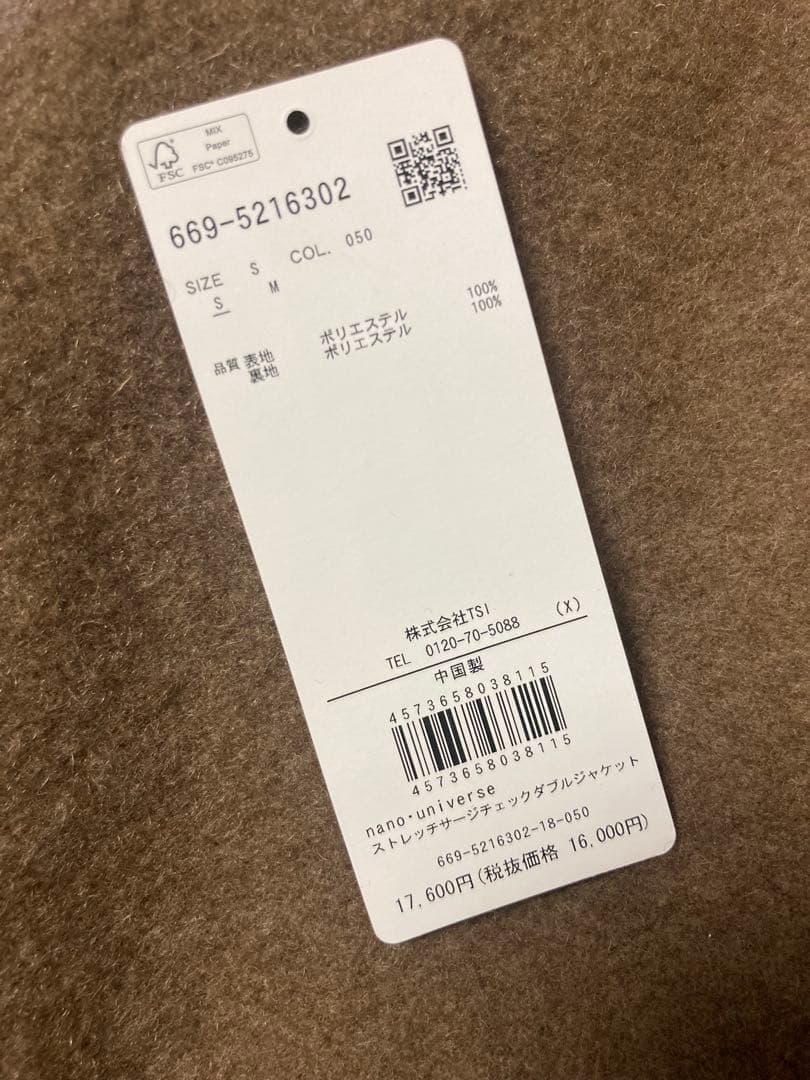 FSC
MIX
Paper
FSC® C095275
669-5216302
SIZE S COL. 050
S M
品質 表地 ポリエステル 100%
裏地 ポリエステル 100%
株式会社TSI
TEL 0120-70-5088 (X)
中国製
4573658038115
4573658038115
nano・universe
ストレッチサージチェックダブルジャケット
669-5216302-18-050
17,600円(税抜価格 16,000円)